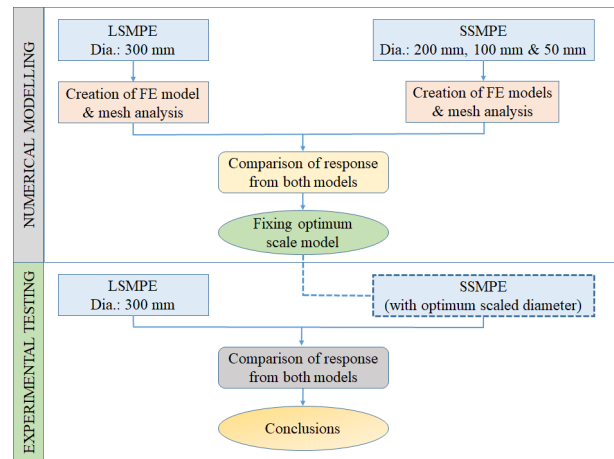 NUMERICAL MODELLING
LSMPE
Dia.: 300 mm
SSMPE
Dia.: 200 mm, 100 mm & 50 mm
Creation of FE model
& mesh analysis
Creation of FE models
& mesh analysis
Comparison of response
from both models
Fixing optimum
scale model
EXPERIMENTAL TESTING
LSMPE
Dia.: 300 mm
SSMPE
(with optimum scaled diameter)
Comparison of response
from both models
Conclusions